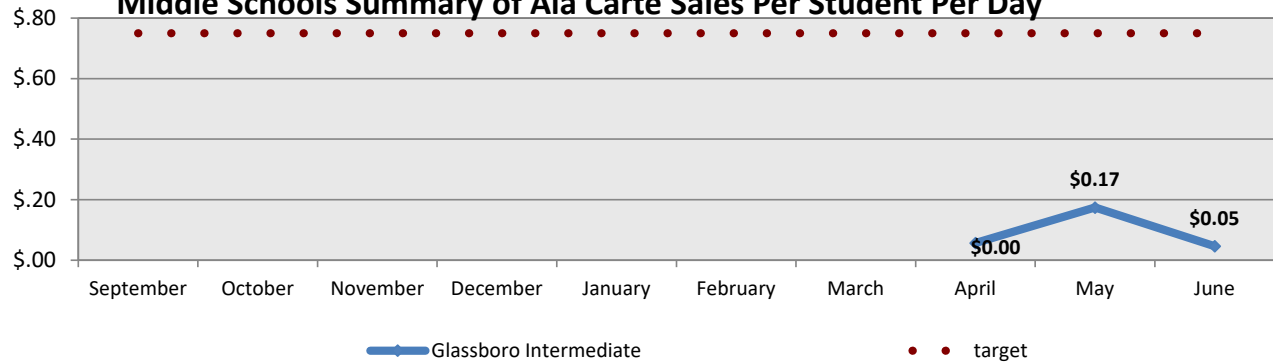 Middle Schools Summary of Ala Carte Sales Per Student Per Day
$.80
$.60
$.40
$.20
$.00
$0.00
$0.17
$0.05
September October November December January February March April May June
Glassboro Intermediate target